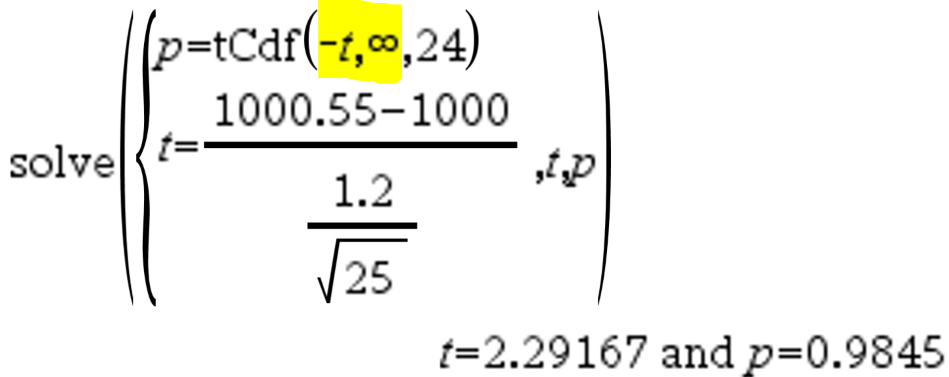 p=tCdf(-t,∞,24)
1000.55-1000
solve({ t= ,t,p)
1.2
√25
t=2.29167 and p=0.9845